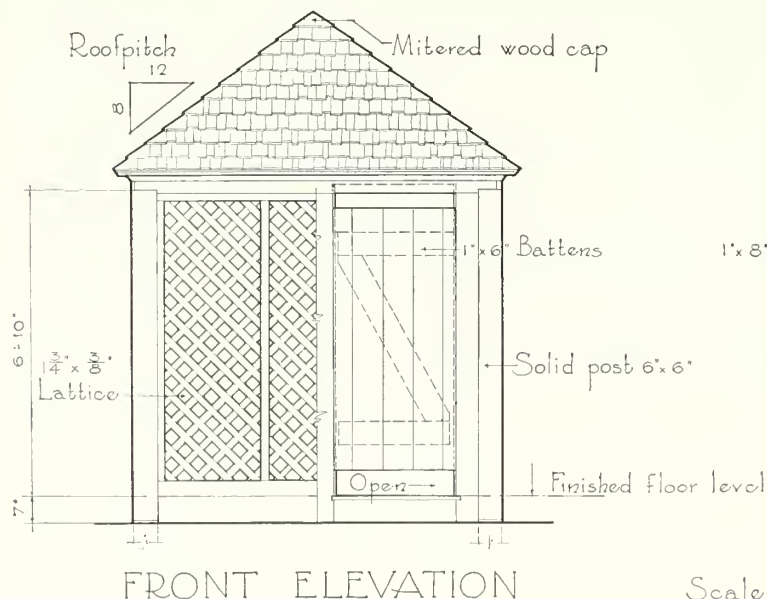 Roofpitch
12
8
Mitered wood cap
1"x 6" Battens
1"x 8"
6'-10"
1 3/4" x 3/8"
Lattice
Solid post 6"x 6"
Open
Finished floor level
7"
FRONT ELEVATION
Scale